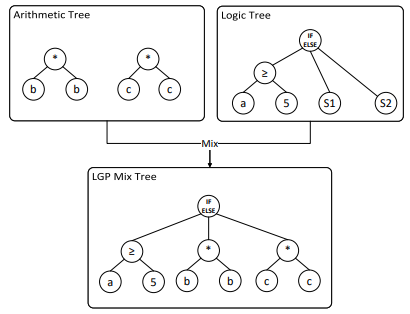 Arithmetic Tree
*
*
b
b
c
c
Logic Tree
IF
ELSE
≥
a
5
S1
S2
Mix
LGP Mix Tree
IF
ELSE
≥
*
*
a
5
b
b
c
c